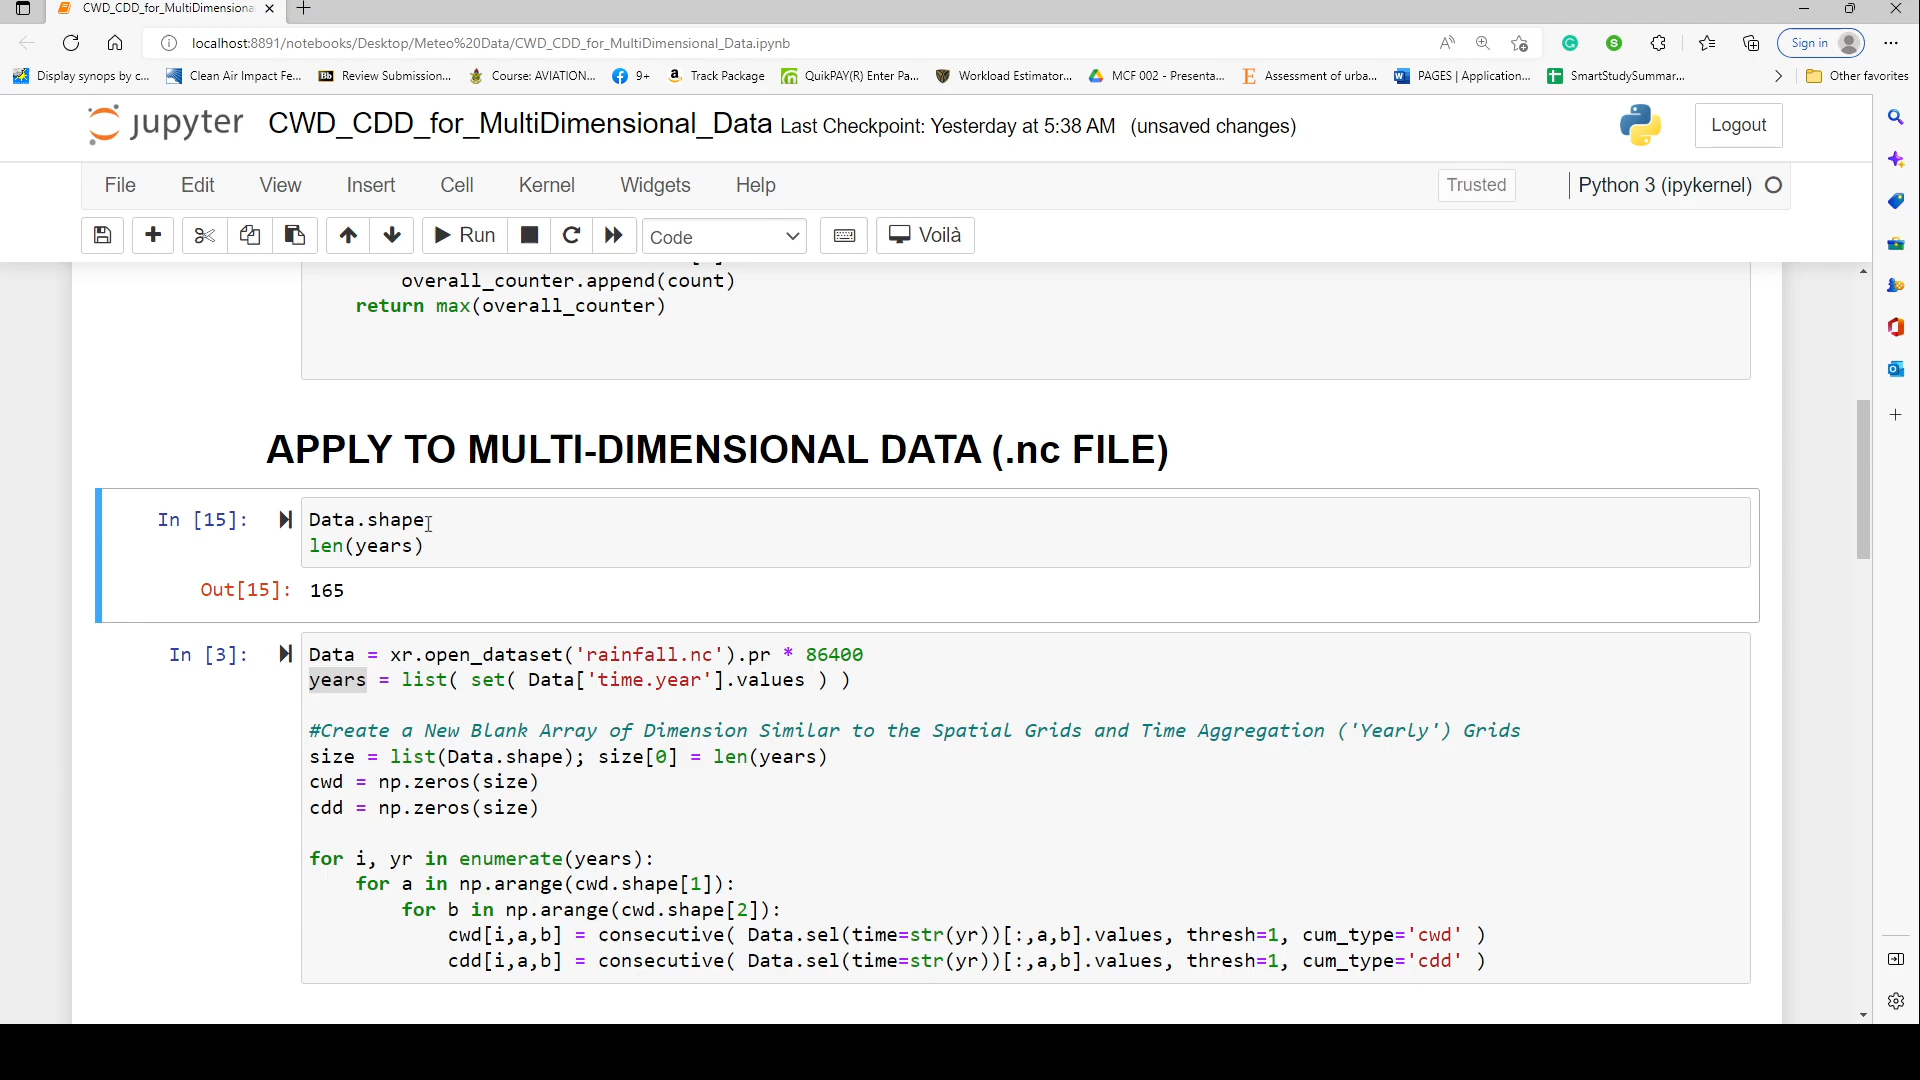 CWD_CDD_for_MultiDimensiona
localhost:8891/notebooks/Desktop/Meteo%20Data/CWD_CDD_for_MultiDimensional_Data.ipynb
Sign in
Display synops by c...
Clean Air Impact Fe...
Bb Review Submission...
Course: AVIATION...
9+
Track Package
QuikPAY(R) Enter Pa...
Workload Estimator...
MCF 002 - Presenta...
Assessment of urba...
PAGES | Application...
SmartStudySummar...
Other favorites
jupyter CWD_CDD_for_MultiDimensional_Data Last Checkpoint: Yesterday at 5:38 AM (unsaved changes)
Logout
File Edit View Insert Cell Kernel Widgets Help
Trusted
Python 3 (ipykernel)
Run
Code
Voilà
overall_counter.append(count)
return max(overall_counter)
APPLY TO MULTI-DIMENSIONAL DATA (.nc FILE)
In [15]: Data.shape
len(years)
Out[15]: 165
In [3]: Data = xr.open_dataset('rainfall.nc').pr * 86400
years = list( set( Data['time.year'].values ) )
#Create a New Blank Array of Dimension Similar to the Spatial Grids and Time Aggregation ('Yearly') Grids
size = list(Data.shape); size[0] = len(years)
cwd = np.zeros(size)
cdd = np.zeros(size)
for i, yr in enumerate(years):
for a in np.arange(cwd.shape[1]):
for b in np.arange(cwd.shape[2]):
cwd[i,a,b] = consecutive( Data.sel(time=str(yr))[:,a,b].values, thresh=1, cum_type='cwd' )
cdd[i,a,b] = consecutive( Data.sel(time=str(yr))[:,a,b].values, thresh=1, cum_type='cdd' )